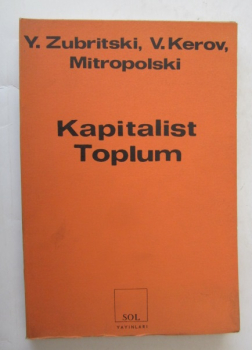 Y. Zubritski, V. Kerov,
Mitropolski
Kapitalist
Toplum
SOL
YAYINLARI